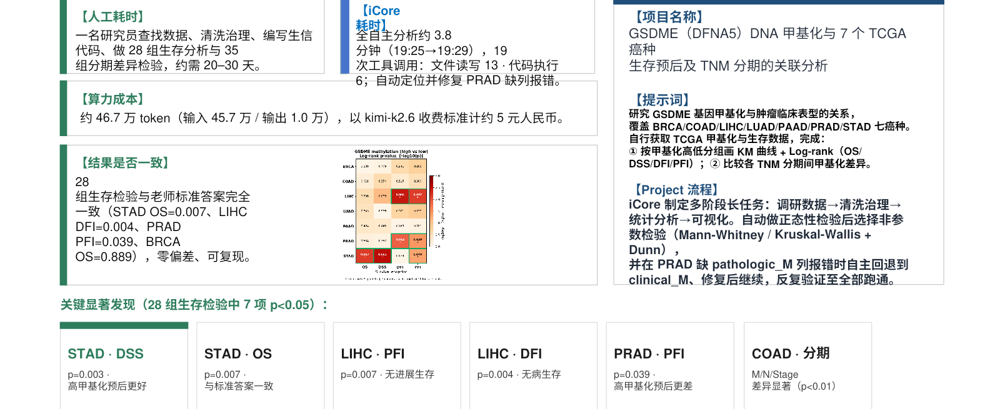 【人工耗时】
一名研究员查找数据、清洗治理、编写生信
代码、做 28 组生存分析与 35
组分期差异检验，约需 20–30 天。
【iCore
耗时】
全自主分析约 3.8
分钟（19:25→19:29），19
次工具调用：文件读写 13 · 代码执行
6；自动定位并修复 PRAD 缺列报错。
【算力成本】
约 46.7 万 token（输入 45.7 万 / 输出 1.0 万），以 kimi-k2.6 收费标准计约 5 元人民币。
【结果是否一致】
28
组生存检验与老师标准答案完全
一致（STAD OS=0.007、LIHC
DFI=0.004、PRAD
PFI=0.039、BRCA
OS=0.889），零偏差、可复现。
GSDME methylation (high vs low)
Log-rank p-value [-log10(p)]
BRCA
COAD
LIHC
LUAD
PAAD
PRAD
STAD
OS DSS DFI PFI
Survival endpoint
【项目名称】
GSDME（DFNA5）DNA 甲基化与 7 个 TCGA
癌种
生存预后及 TNM 分期的关联分析
【提示词】
研究 GSDME 基因甲基化与肿瘤临床表型的关系，
覆盖 BRCA/COAD/LIHC/LUAD/PAAD/PRAD/STAD 七癌种。
自行获取 TCGA 甲基化与生存数据，完成：
① 按甲基化高低分组画 KM 曲线 + Log-rank（OS/
DSS/DFI/PFI）；② 比较各 TNM 分期间甲基化差异。
【Project 流程】
iCore 制定多阶段长任务：调研数据→清洗治理→
统计分析→可视化。自动做正态性检验后选择非参
数检验（Mann-Whitney / Kruskal-Wallis +
Dunn），
并在 PRAD 缺 pathologic_M 列报错时自主回退到
clinical_M、修复后继续，反复验证至全部跑通。
关键显著发现（28 组生存检验中 7 项 p<0.05）：
STAD · DSS
p=0.003 ·
高甲基化预后更好
STAD · OS
p=0.007 ·
与标准答案一致
LIHC · PFI
p=0.007 · 无进展生存
LIHC · DFI
p=0.004 · 无病生存
PRAD · PFI
p=0.039 ·
高甲基化预后更差
COAD · 分期
M/N/Stage
差异显著（p<0.01）